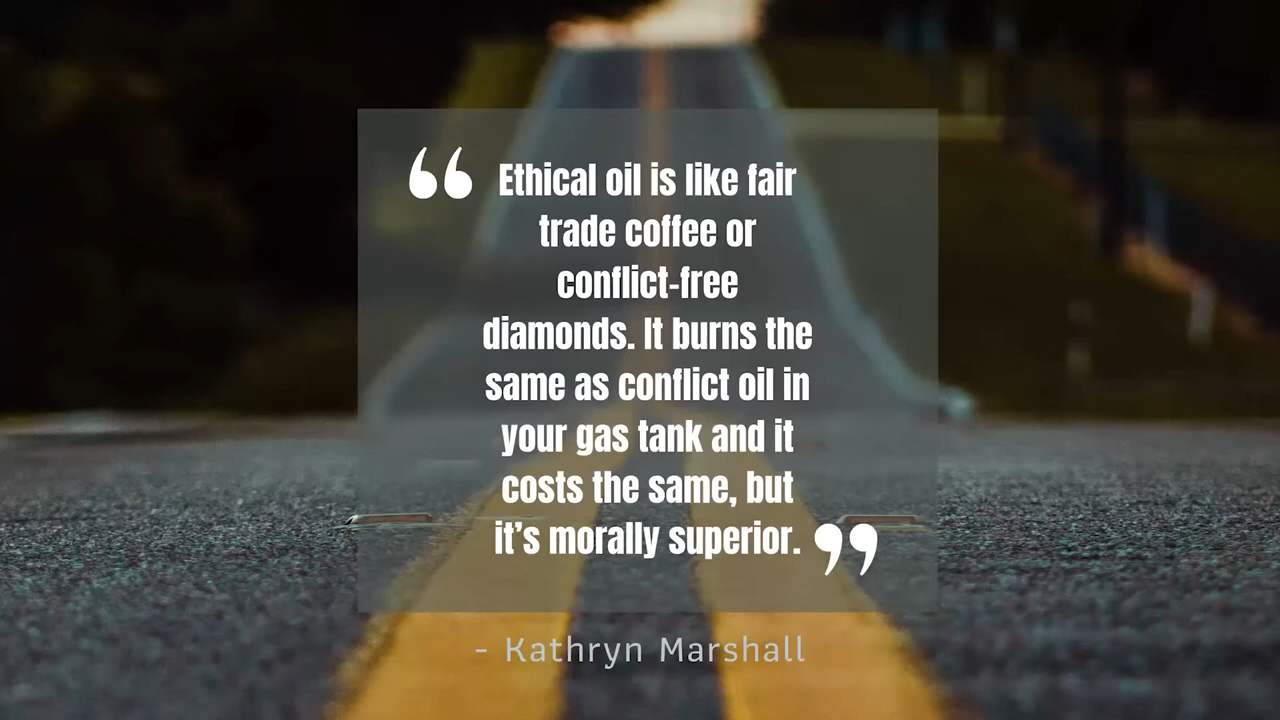 “ Ethical oil is like fair
trade coffee or
conflict-free
diamonds. It burns the
same as conflict oil in
your gas tank and it
costs the same, but
it’s morally superior. ”
- Kathryn Marshall